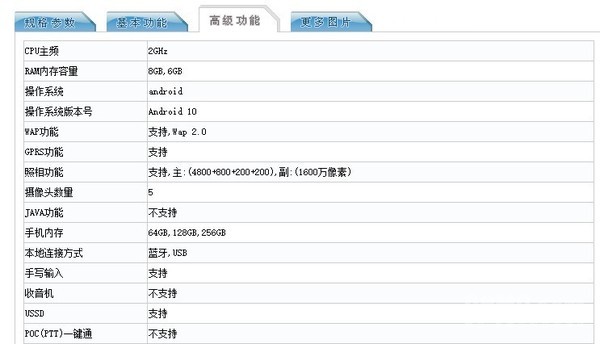 规格参数 基本功能 高级功能 更多图片
CPU主频 2GHz
RAM内存容量 8GB,6GB
操作系统 android
操作系统版本号 Android 10
WAP功能 支持,Wap 2.0
GPRS功能 支持
照相功能 支持,主:(4800+800+200+200),副:(1600万像素)
摄像头数量 5
JAVA功能 不支持
手机内存 64GB,128GB,256GB
本地连接方式 蓝牙,USB
手写输入 支持
收音机 不支持
USSD 支持
POC(PTT)一键通 不支持